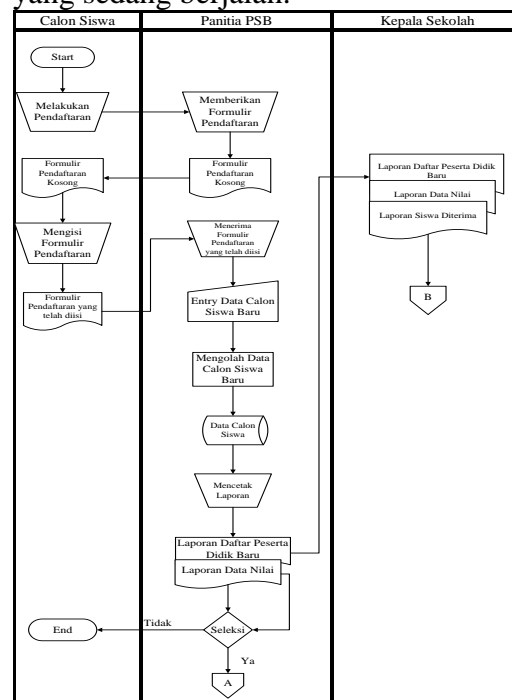 yang sedang berjalan.
Calon Siswa
Panitia PSB
Kepala Sekolah
Start
Melakukan
Pendaftaran
Memberikan
Formulir
Pendaftaran
Formulir
Pendaftaran
Kosong
Formulir
Pendaftaran
Kosong
Mengisi
Formulir
Pendaftaran
Formulir
Pendaftaran yang
telah diisi
Menerima
Formulir
Pendaftaran
yang telah diisi
Entry Data Calon
Siswa Baru
Mengolah Data
Calon Siswa
Baru
Data Calon
Siswa
Mencetak
Laporan
Laporan Daftar Peserta
Didik Baru
Laporan Data Nilai
Seleksi
Tidak
End
Ya
A
Laporan Daftar Peserta Didik
Baru
Laporan Data Nilai
Laporan Siswa Diterima
B